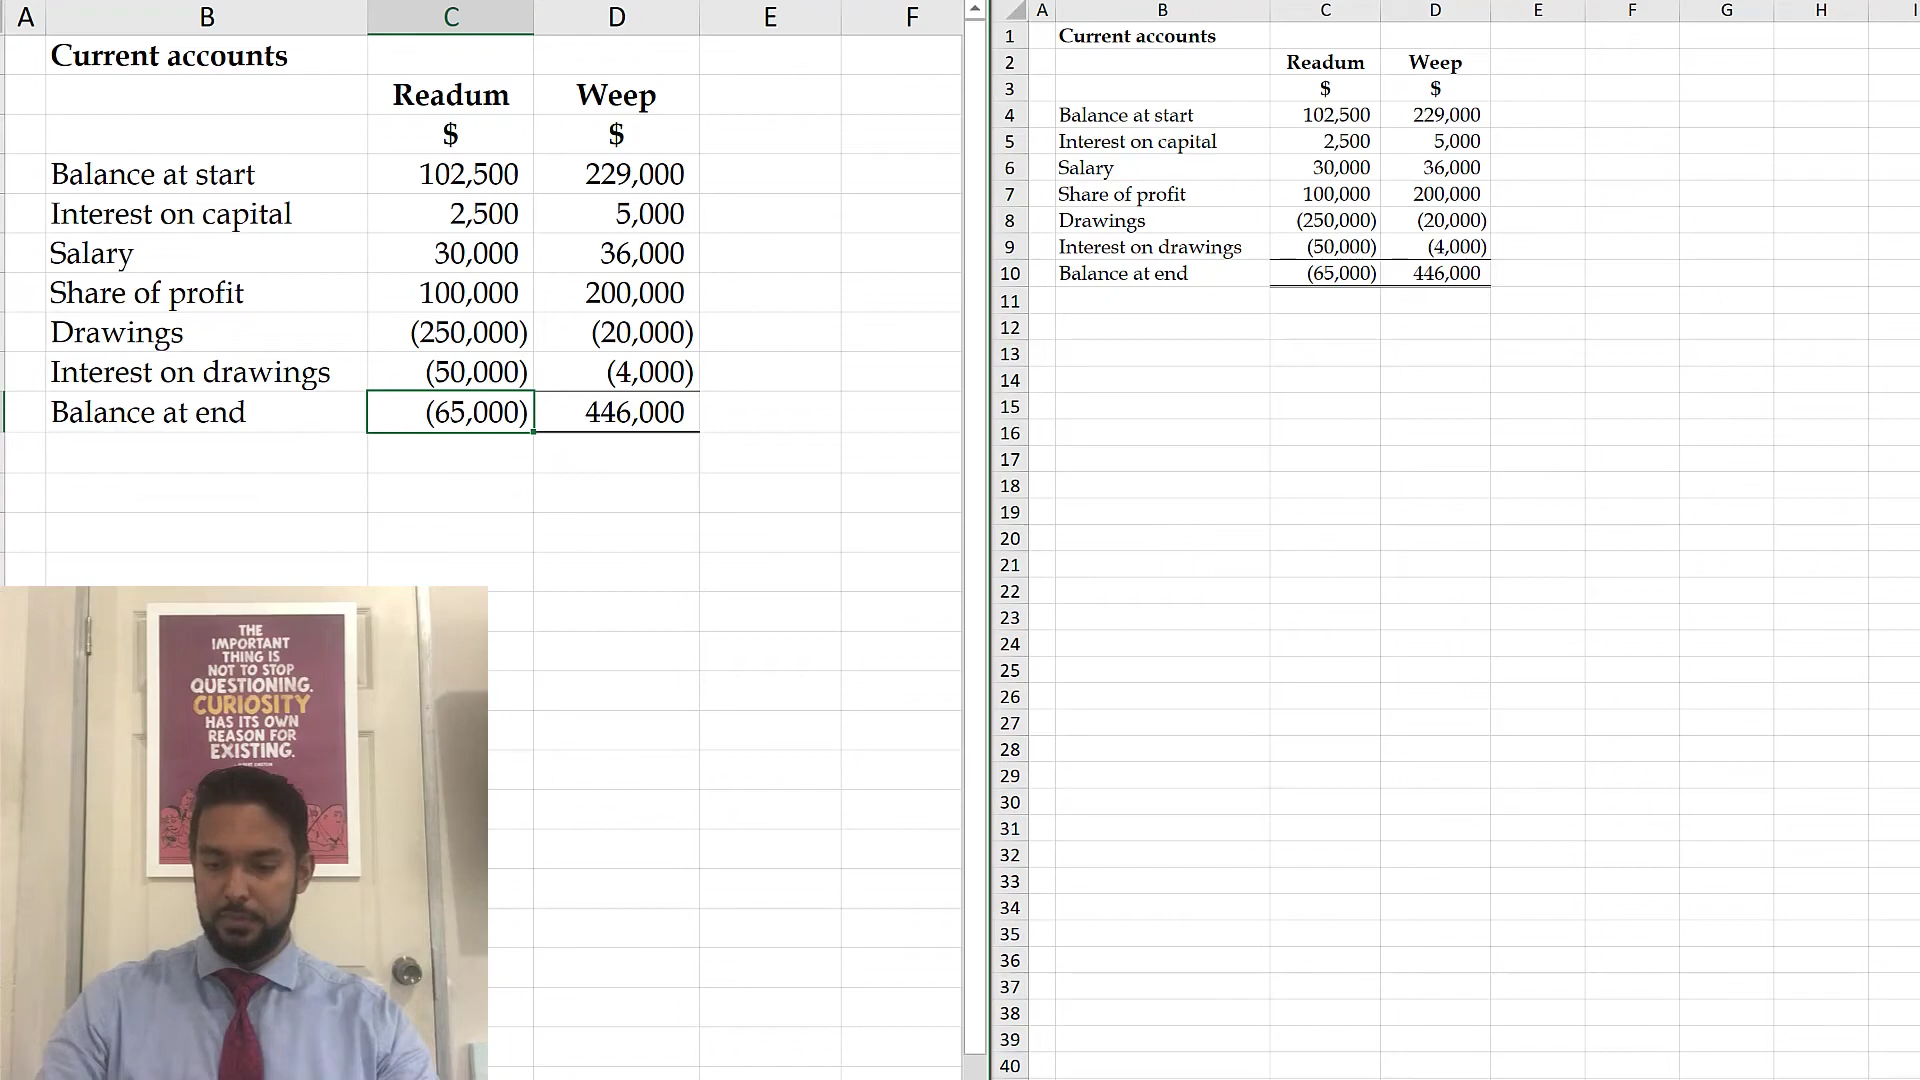 A B C D E F
Current accounts
Readum Weep
$ $
Balance at start 102,500 229,000
Interest on capital 2,500 5,000
Salary 30,000 36,000
Share of profit 100,000 200,000
Drawings (250,000) (20,000)
Interest on drawings (50,000) (4,000)
Balance at end (65,000) 446,000
THE
IMPORTANT
THING IS
NOT TO STOP
QUESTIONING.
CURIOSITY
HAS ITS OWN
REASON FOR
EXISTING.
A B C D E F G H I
1 Current accounts
2 Readum Weep
3 $ $
4 Balance at start 102,500 229,000
5 Interest on capital 2,500 5,000
6 Salary 30,000 36,000
7 Share of profit 100,000 200,000
8 Drawings (250,000) (20,000)
9 Interest on drawings (50,000) (4,000)
10 Balance at end (65,000) 446,000
11
12
13
14
15
16
17
18
19
20
21
22
23
24
25
26
27
28
29
30
31
32
33
34
35
36
37
38
39
40